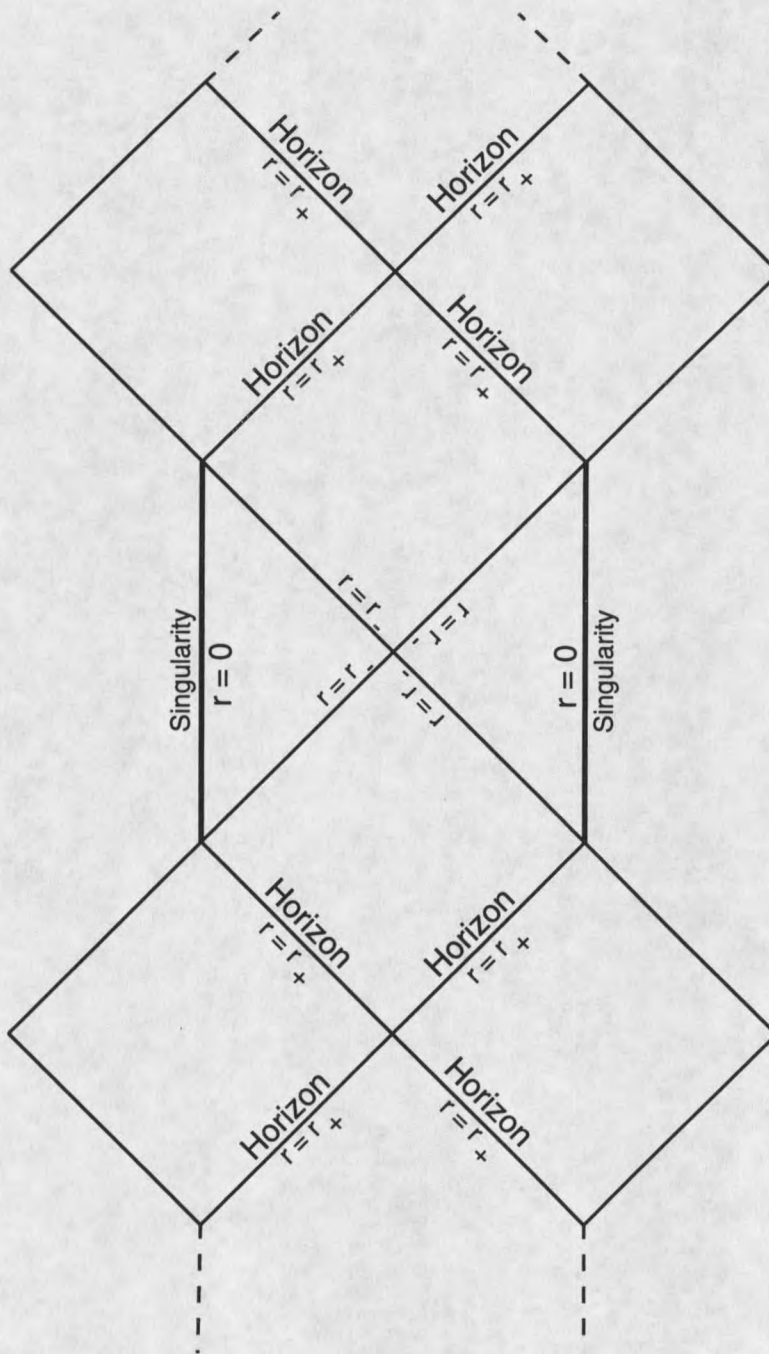 Horizon
r = r+
Horizon
r = r+
Horizon
r = r+
Horizon
r = r+
Singularity
r = 0
r = r-
r = r-
r = r-
r = r-
r = 0
Singularity
Horizon
r = r+
Horizon
r = r+
Horizon
r = r+
Horizon
r = r+